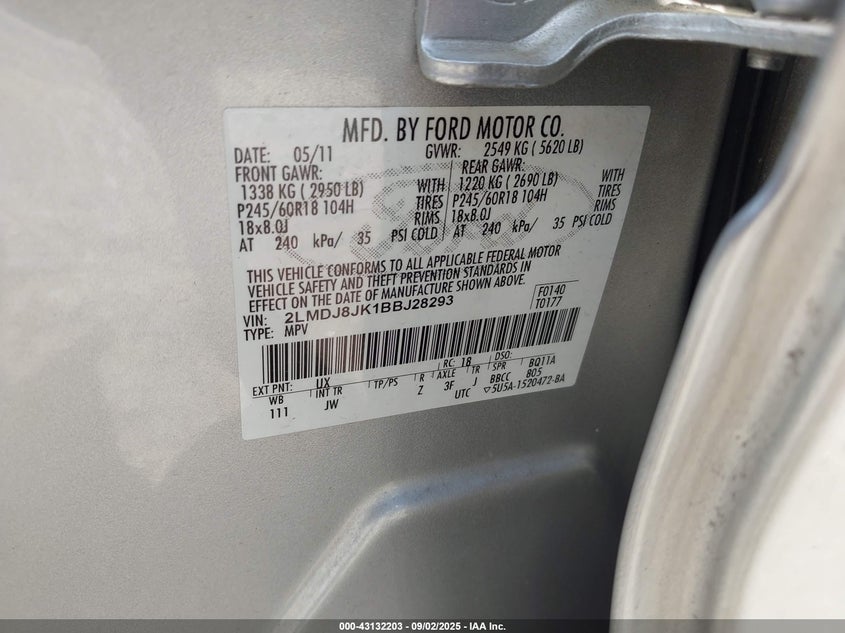 MFD. BY FORD MOTOR CO.
DATE: 05/11 GVWR: 2549 KG ( 5620 LB)
FRONT GAWR: REAR GAWR:
1338 KG ( 2950 LB) WITH 1220 KG ( 2690 LB) WITH
P245/60R18 104H TIRES P245/60R18 104H TIRES
18x8.0J RIMS 18x8.0J RIMS
AT 240 kPa/ 35 PSI COLD AT 240 kPa/ 35 PSI COLD
THIS VEHICLE CONFORMS TO ALL APPLICABLE FEDERAL MOTOR
VEHICLE SAFETY AND THEFT PREVENTION STANDARDS IN
EFFECT ON THE DATE OF MANUFACTURE SHOWN ABOVE.
VIN: 2LMDJ8JK1BBJ28293 F0140
TYPE: MPV T0177
EXT PNT: UX RC: 18 DSO:
WB INT TR TP/PS R AXLE TR SPR BQ11A
111 JW Z 3F J BBCC B05
UTC ▽5U5A-1520472-BA
000-43132203 - 09/02/2025 - IAA Inc.